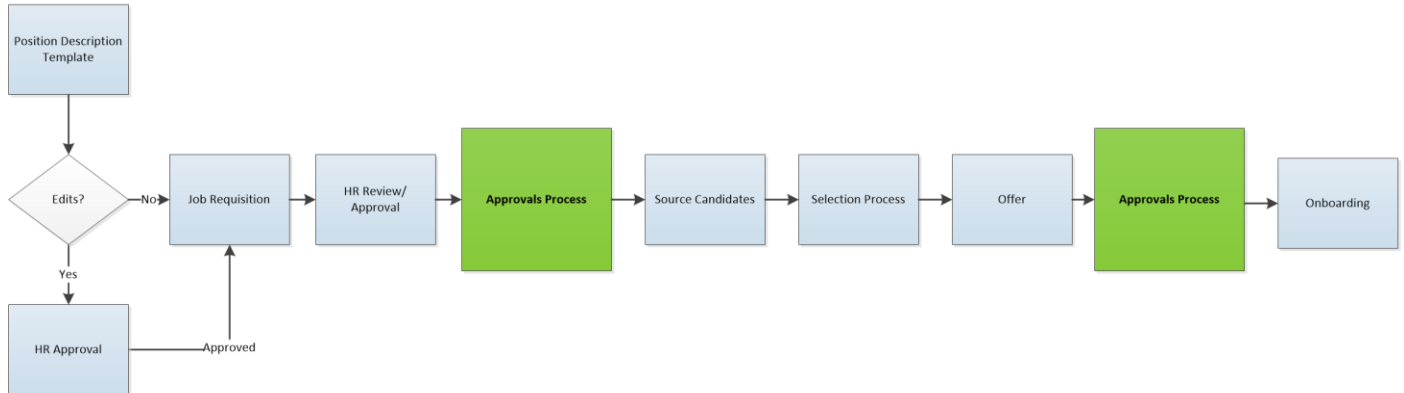 Position Description
Template
Edits?
No
Job Requisition
HR Review/
Approval
Approvals Process
Source Candidates
Selection Process
Offer
Approvals Process
Onboarding
Yes
HR Approval
Approved